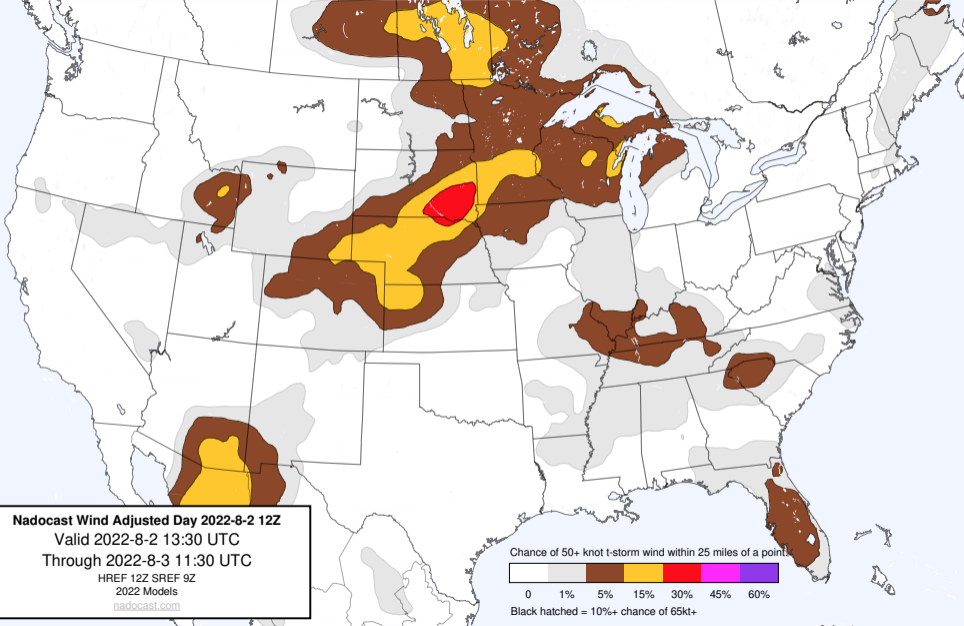 Nadocast Wind Adjusted Day 2022-8-2 12Z
Valid 2022-8-2 13:30 UTC
Through 2022-8-3 11:30 UTC
HREF 12Z SREF 9Z
2022 Models
nadocast.com
Chance of 50+ knot t-storm wind within 25 miles of a point.
0 1% 5% 15% 30% 45% 60%
Black hatched = 10%+ chance of 65kt+